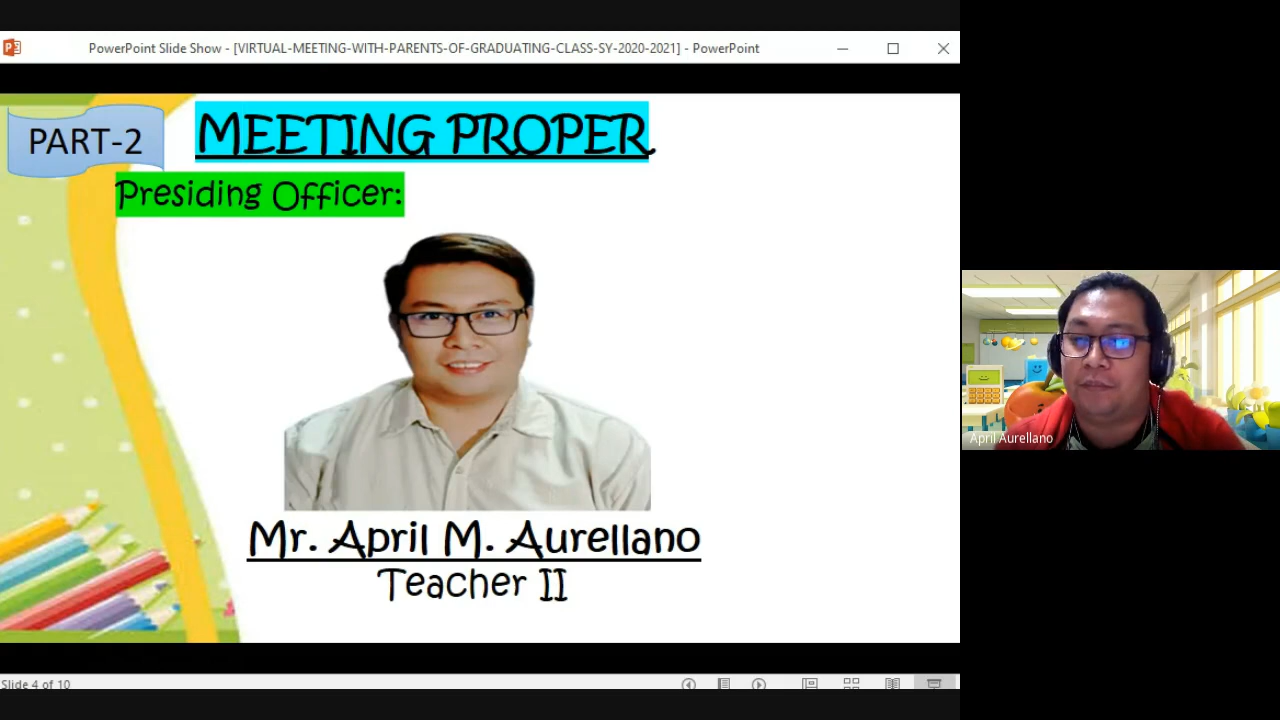 PowerPoint Slide Show - [VIRTUAL-MEETING-WITH-PARENTS-OF-GRADUATING-CLASS-SY-2020-2021] - PowerPoint
PART-2
MEETING PROPER
Presiding Officer:
Mr. April M. Aurellano
Teacher II
April Aurellano
Slide 4 of 10